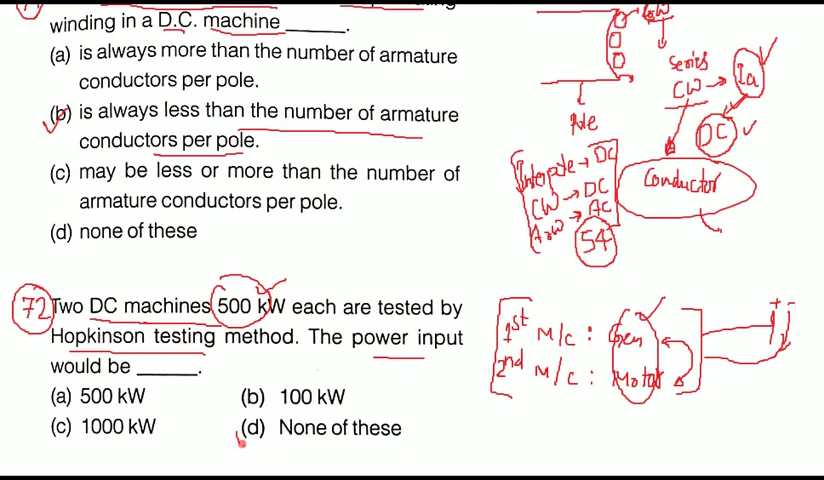 winding in a D.C. machine ______.
(a) is always more than the number of armature
conductors per pole.
(b) is always less than the number of armature
conductors per pole.
(c) may be less or more than the number of
armature conductors per pole.
(d) none of these
Pole
series
CW → Ia
DC
Interpole → DC
CW → DC
Conductor
54
72 Two DC machines 500 kW each are tested by
Hopkinson testing method. The power input
would be ______.
(a) 500 kW (b) 100 kW
(c) 1000 kW (d) None of these
1st M/c : Gen
2nd M/c : Motor
+ -